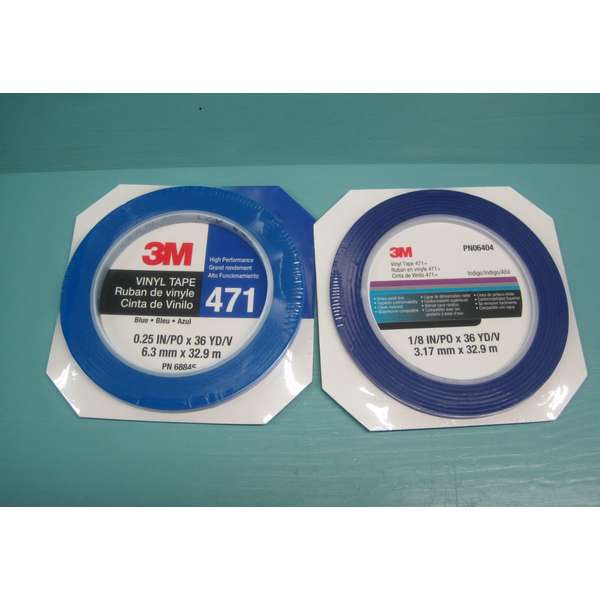 3M
High Performance
Grand rendement
Alto Funcionamiento
VINYL TAPE
Ruban de vinyle
Cinta de Vinilo
471
Blue • Bleu • Azul
0.25 IN/PO x 36 YD/V
6.3 mm x 32.9 m
PN 68845
3M
PN06404
Vinyl Tape 471+
Ruban en vinyle 471+
Cinta de Vinilo 471+
Indigo/Indigo/Añil
1/8 IN/PO x 36 YD/V
3.17 mm x 32.9 m